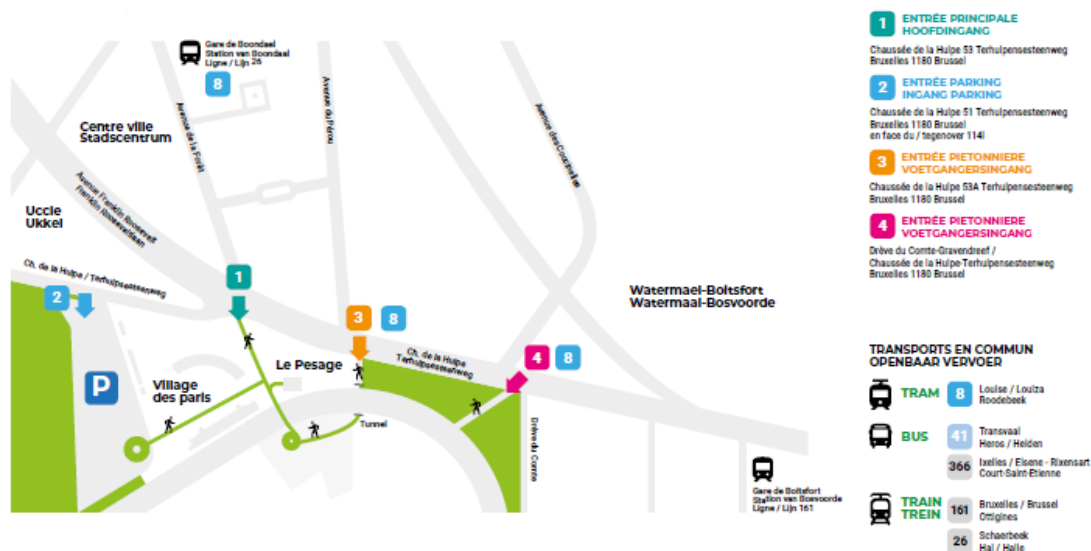 Gare de Boondael
Station van Boondaal
Ligne / Lijn 26
8
Centre ville
Stadscentrum
Avenue de la Forêt
Avenue du Pérou
Avenue des Coccinelles
Avenue Franklin Roosevelt
Franklin Rooseveltlaan
Uccle
Ukkel
Ch. de la Hulpe / Terhulpsesteenweg
2
1
3
8
Watermael-Boitsfort
Watermaal-Bosvoorde
Ch. de la Hulpe
Terhulpsesteenweg
4
8
Le Pesage
P
Village
des paris
Tunnel
Drève du Comte
Gare de Boitsfort
Station van Bosvoorde
Ligne / Lijn 161
1
ENTRÉE PRINCIPALE
HOOFDINGANG
Chaussée de la Hulpe 53 Terhulpensesteenweg
Bruxelles 1180 Brussel
2
ENTRÉE PARKING
INGANG PARKING
Chaussée de la Hulpe 51 Terhulpensesteenweg
Bruxelles 1180 Brussel
en face du / tegenover 114!
3
ENTRÉE PIETONNIERE
VOETGANGERSINGANG
Chaussée de la Hulpe 53A Terhulpensesteenweg
Bruxelles 1180 Brussel
4
ENTRÉE PIETONNIERE
VOETGANGERSINGANG
Drève du Comte-Gravendreef /
Chaussée de la Hulpe-Terhulpensesteenweg
Bruxelles 1180 Brussel
TRANSPORTS EN COMMUN
OPENBAAR VERVOER
TRAM
8
Louise / Louiza
Roodebeek
BUS
41
Transvaal
Heros / Helden
366
Ixelles / Elsene - Rixensart
Court-Saint-Etienne
TRAIN
TREIN
161
Bruxelles / Brussel
Ottigines
26
Schaerbeek
Hal / Halle